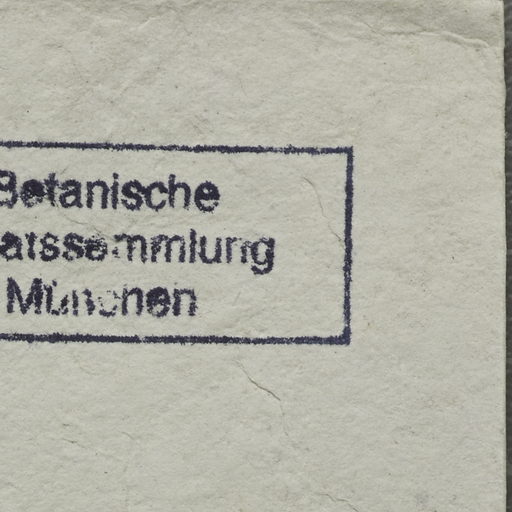 Botanische
atssammlung
München